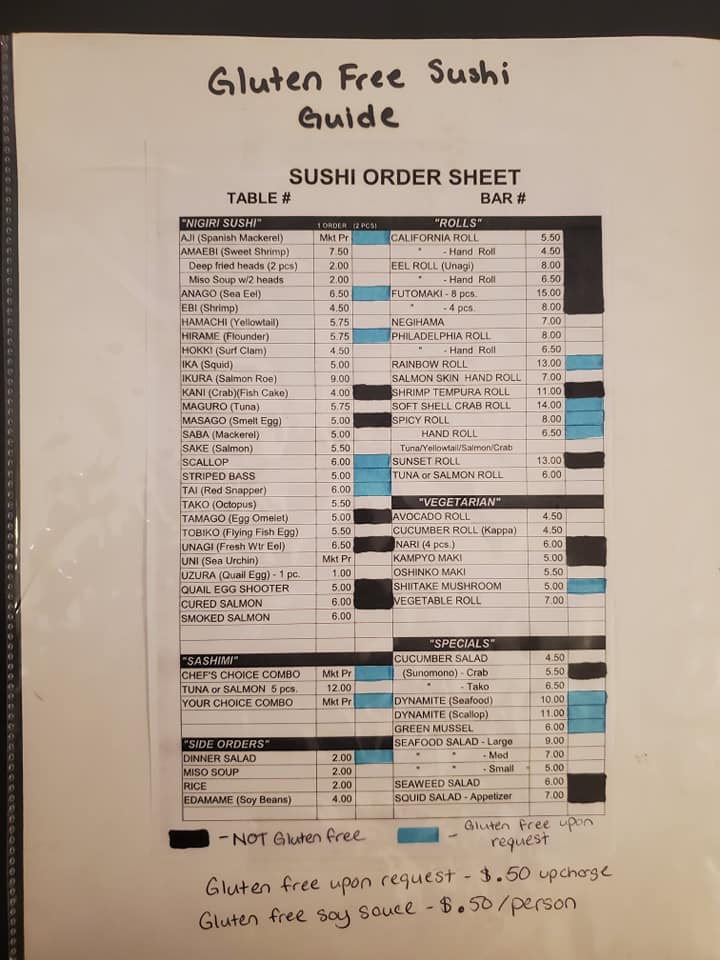 Gluten Free Sushi
Guide
SUSHI ORDER SHEET
TABLE #
BAR #
"NIGIRI SUSHI" 1 ORDER (2 PCS)
AJI (Spanish Mackerel) Mkt Pr
AMAEBI (Sweet Shrimp) 7.50
Deep fried heads (2 pcs) 2.00
Miso Soup w/2 heads 2.00
ANAGO (Sea Eel) 6.50
EBI (Shrimp) 4.50
HAMACHI (Yellowtail) 5.75
HIRAME (Flounder) 5.75
HOKKI (Surf Clam) 4.50
IKA (Squid) 5.00
IKURA (Salmon Roe) 9.00
KANI (Crab)(Fish Cake) 4.00
MAGURO (Tuna) 5.75
MASAGO (Smelt Egg) 5.00
SABA (Mackerel) 5.00
SAKE (Salmon) 5.50
SCALLOP 6.00
STRIPED BASS 5.00
TAI (Red Snapper) 6.00
TAKO (Octopus) 5.50
TAMAGO (Egg Omelet) 5.00
TOBIKO (Flying Fish Egg) 5.50
UNAGI (Fresh Wtr Eel) 6.50
UNI (Sea Urchin) Mkt Pr
UZURA (Quail Egg) - 1 pc. 1.00
QUAIL EGG SHOOTER 5.00
CURED SALMON 6.00
SMOKED SALMON 6.00
"SASHIMI"
CHEF'S CHOICE COMBO Mkt Pr
TUNA or SALMON 5 pcs. 12.00
YOUR CHOICE COMBO Mkt Pr
"SIDE ORDERS"
DINNER SALAD 2.00
MISO SOUP 2.00
RICE 2.00
EDAMAME (Soy Beans) 4.00
"ROLLS"
CALIFORNIA ROLL 5.50
" - Hand Roll 4.50
EEL ROLL (Unagi) 8.00
" - Hand Roll 6.50
FUTOMAKI - 8 pcs. 15.00
" - 4 pcs. 8.00
NEGIHAMA 7.00
PHILADELPHIA ROLL 8.00
" - Hand Roll 6.50
RAINBOW ROLL 13.00
SALMON SKIN HAND ROLL 7.00
SHRIMP TEMPURA ROLL 11.00
SOFT SHELL CRAB ROLL 14.00
SPICY ROLL 8.00
HAND ROLL 6.50
Tuna/Yellowtail/Salmon/Crab
SUNSET ROLL 13.00
TUNA or SALMON ROLL 6.00
"VEGETARIAN"
AVOCADO ROLL 4.50
CUCUMBER ROLL (Kappa) 4.50
NARI (4 pcs.) 6.00
KAMPYO MAKI 5.00
OSHINKO MAKI 5.50
SHIITAKE MUSHROOM 5.00
VEGETABLE ROLL 7.00
"SPECIALS"
CUCUMBER SALAD 4.50
(Sunomono) - Crab 5.50
" - Tako 6.50
DYNAMITE (Seafood) 10.00
DYNAMITE (Scallop) 11.00
GREEN MUSSEL 6.00
SEAFOOD SALAD - Large 9.00
" " - Med 7.00
" " - Small 5.00
SEAWEED SALAD 6.00
SQUID SALAD - Appetizer 7.00
- NOT Gluten free
- Gluten free upon
request
Gluten free upon request - $.50 upcharge
Gluten free soy sauce - $.50/person